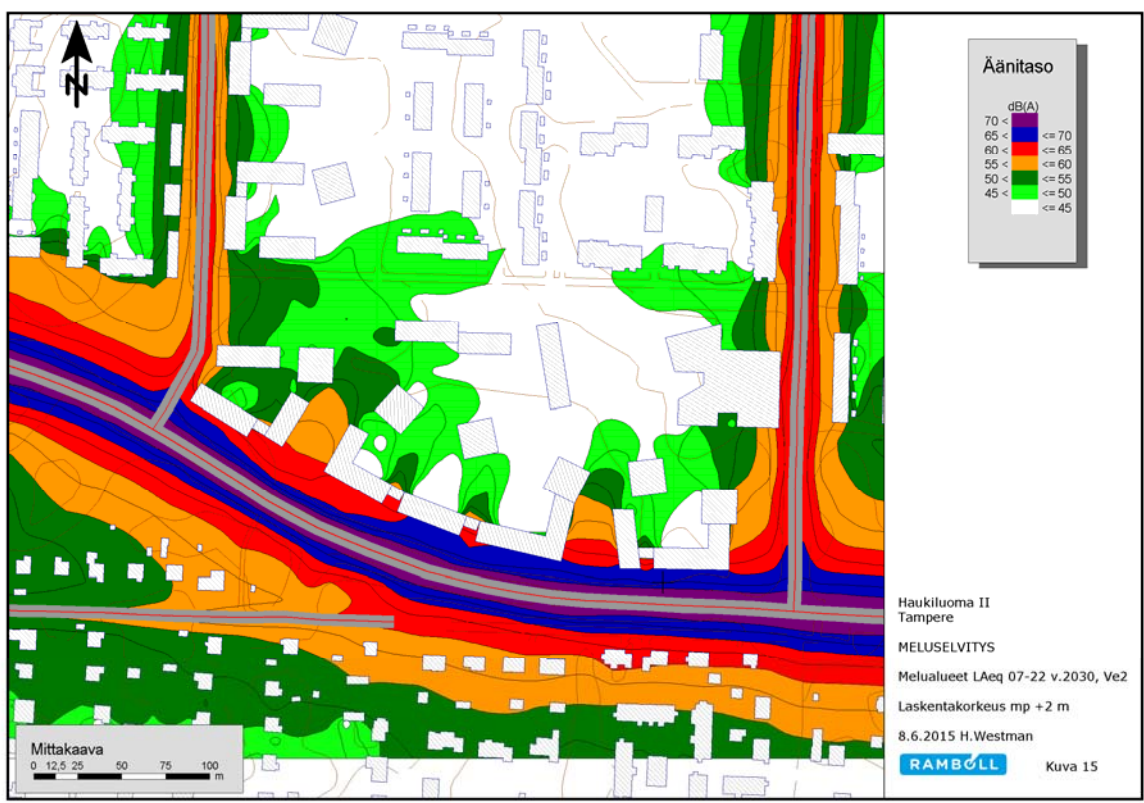 N
Äänitaso
dB(A)
70 <
65 < <= 70
60 < <= 65
55 < <= 60
50 < <= 55
45 < <= 50
<= 45
Haukiluoma II
Tampere
MELUSELVITYS
Melualueet LAeq 07-22 v.2030, Ve2
Laskentakorkeus mp +2 m
8.6.2015 H.Westman
RAMBOLL Kuva 15
Mittakaava
0 12,5 25 50 75 100
m